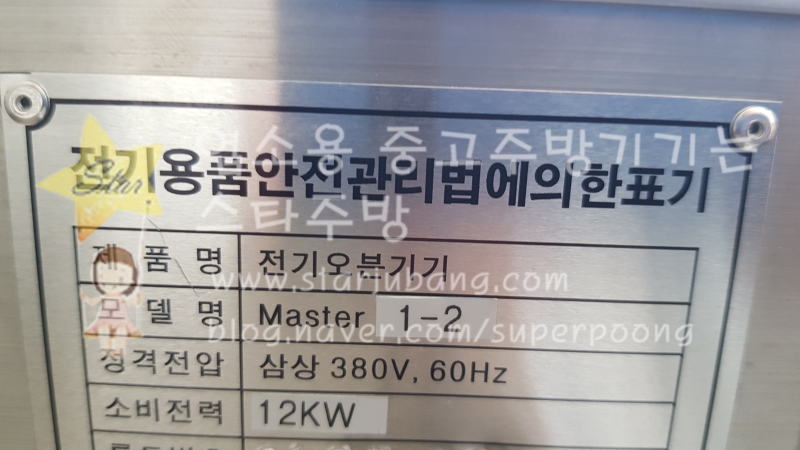 업소용 중고주방기기는
전기용품안전관리법에의한표기
Star
스타주방
제 품 명 전기오븐기기
www.starjubang.com
모 델 명 Master 1-2
blog.naver.com/superpoong
정격전압 삼상 380V, 60Hz
소비전력 12KW